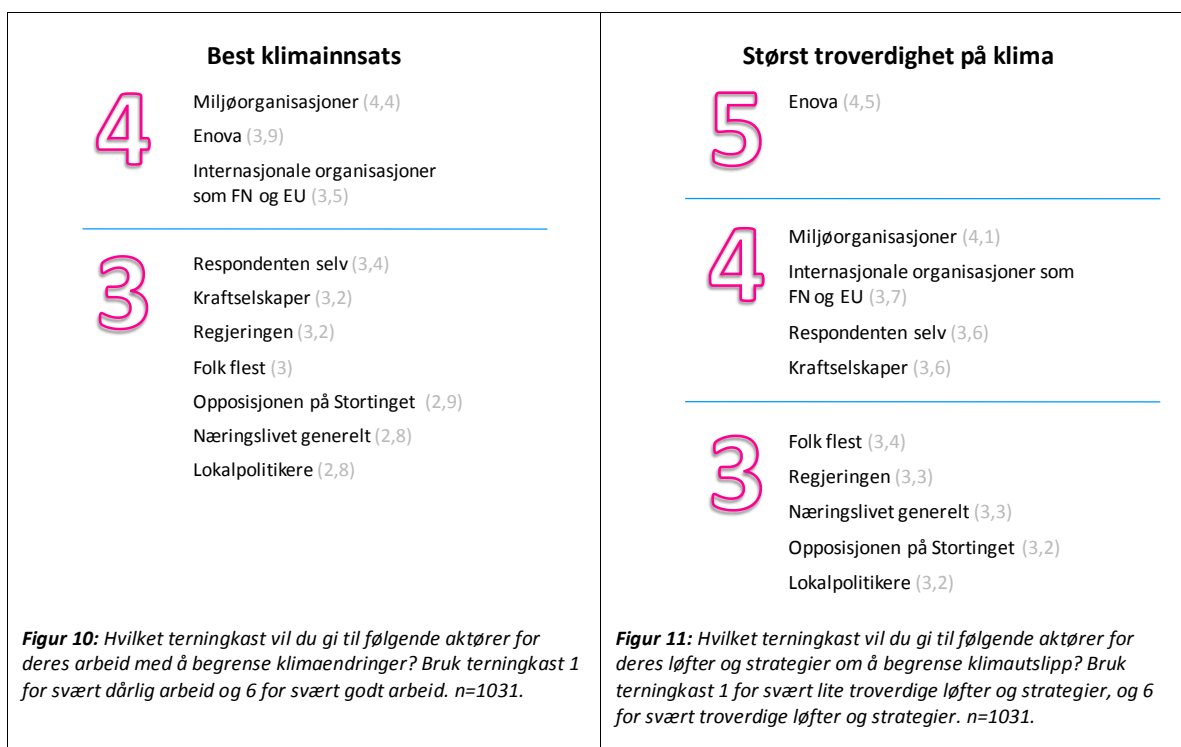 Best klimainnsats
4
Miljøorganisasjoner (4,4)
Enova (3,9)
Internasjonale organisasjoner
som FN og EU (3,5)
3
Respondenten selv (3,4)
Kraftselskaper (3,2)
Regjeringen (3,2)
Folk flest (3)
Opposisjonen på Stortinget (2,9)
Næringslivet generelt (2,8)
Lokalpolitikere (2,8)
Figur 10: Hvilket terningkast vil du gi til følgende aktører for
deres arbeid med å begrense klimaendringer? Bruk terningkast 1
for svært dårlig arbeid og 6 for svært godt arbeid. n=1031.
Størst troverdighet på klima
5
Enova (4,5)
4
Miljøorganisasjoner (4,1)
Internasjonale organisasjoner som
FN og EU (3,7)
Respondenten selv (3,6)
Kraftselskaper (3,6)
3
Folk flest (3,4)
Regjeringen (3,3)
Næringslivet generelt (3,3)
Opposisjonen på Stortinget (3,2)
Lokalpolitikere (3,2)
Figur 11: Hvilket terningkast vil du gi til følgende aktører for
deres løfter og strategier om å begrense klimautslipp? Bruk
terningkast 1 for svært lite troverdige løfter og strategier, og 6
for svært troverdige løfter og strategier. n=1031.